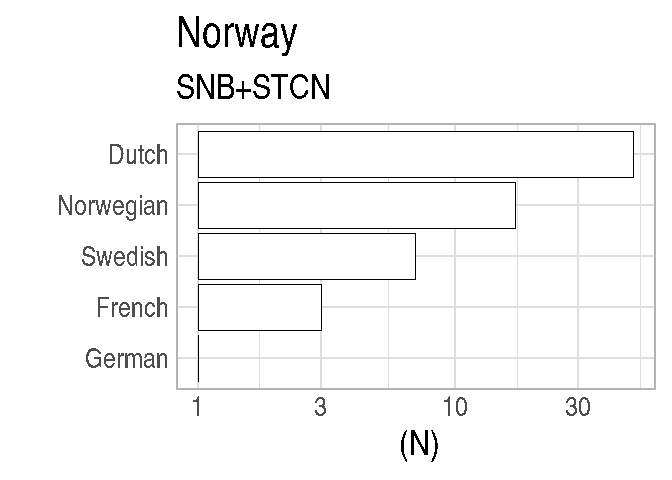 Norway
SNB+STCN
Dutch
Norwegian
Swedish
French
German
1 3 10 30
(N)